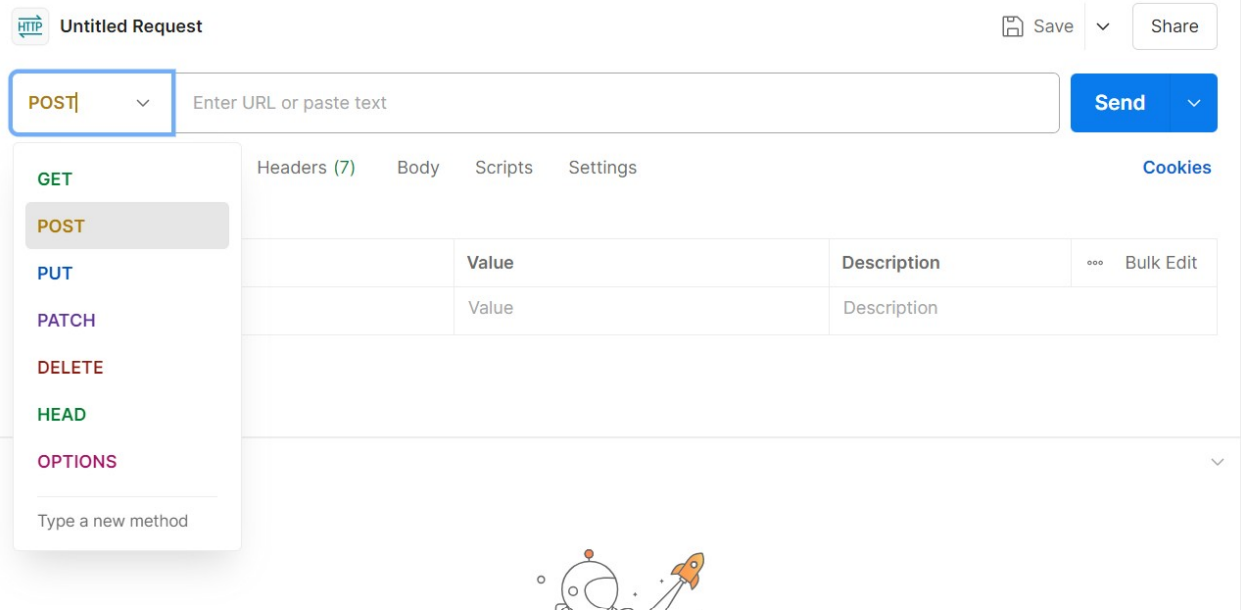 HTTP Untitled Request Save Share
POST Enter URL or paste text Send
Headers (7) Body Scripts Settings Cookies
GET
POST
PUT
PATCH
DELETE
HEAD
OPTIONS
Type a new method
Value Description Bulk Edit
Value Description